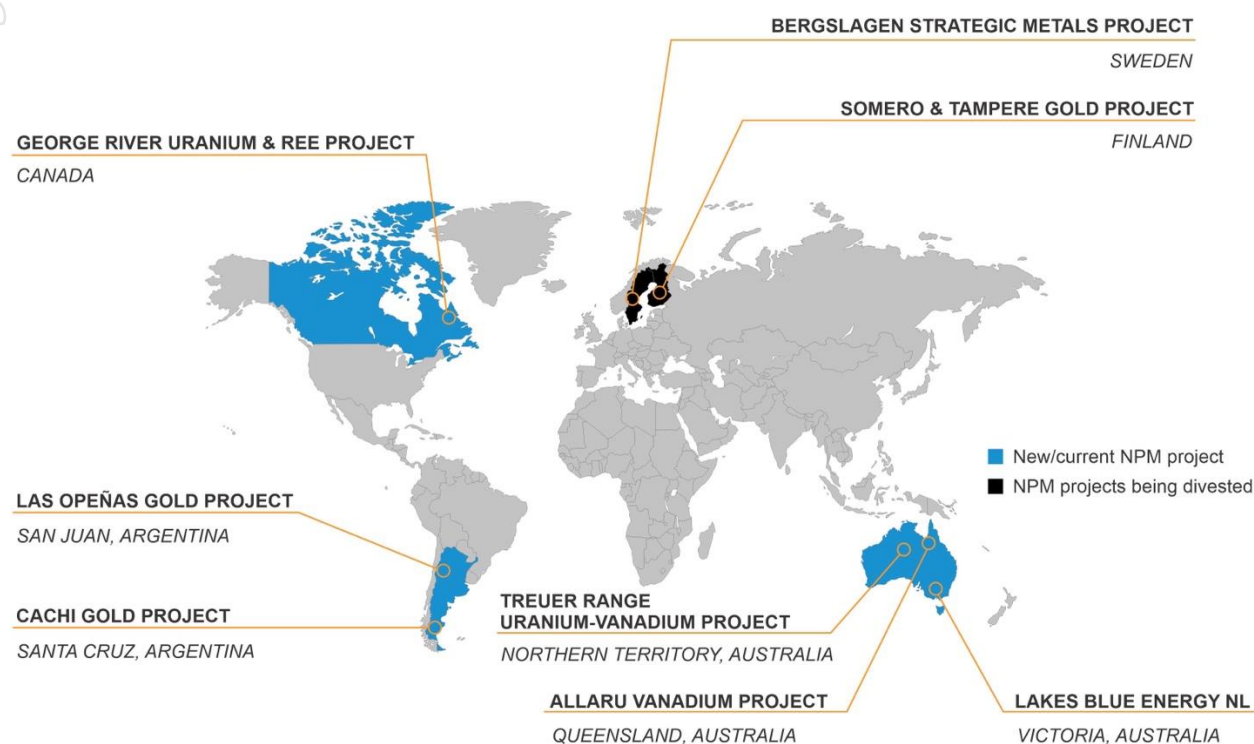 BERGSLAGEN STRATEGIC METALS PROJECT
SWEDEN
SOMERO & TAMPERE GOLD PROJECT
FINLAND
GEORGE RIVER URANIUM & REE PROJECT
CANADA
New/current NPM project
NPM projects being divested
LAS OPEÑAS GOLD PROJECT
SAN JUAN, ARGENTINA
CACHI GOLD PROJECT
SANTA CRUZ, ARGENTINA
TREUER RANGE
URANIUM-VANADIUM PROJECT
NORTHERN TERRITORY, AUSTRALIA
ALLARU VANADIUM PROJECT
QUEENSLAND, AUSTRALIA
LAKES BLUE ENERGY NL
VICTORIA, AUSTRALIA